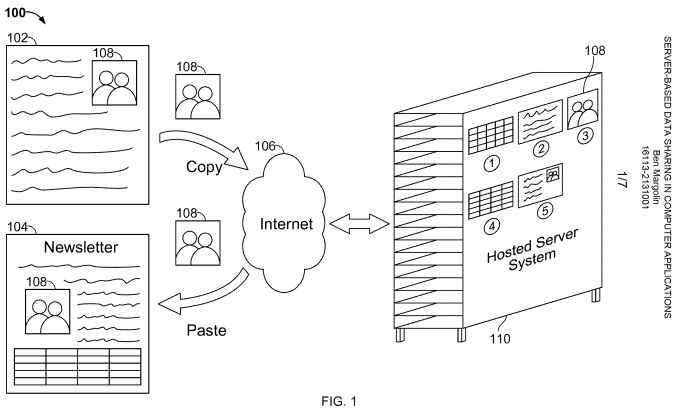 100
102
108
108
Copy
106
Internet
104
Newsletter
108
108
Paste
108
1
2
3
4
5
Hosted Server
System
110
FIG. 1
1/7
SERVER-BASED DATA SHARING IN COMPUTER APPLICATIONS
Ben Margolin
16113-2131001